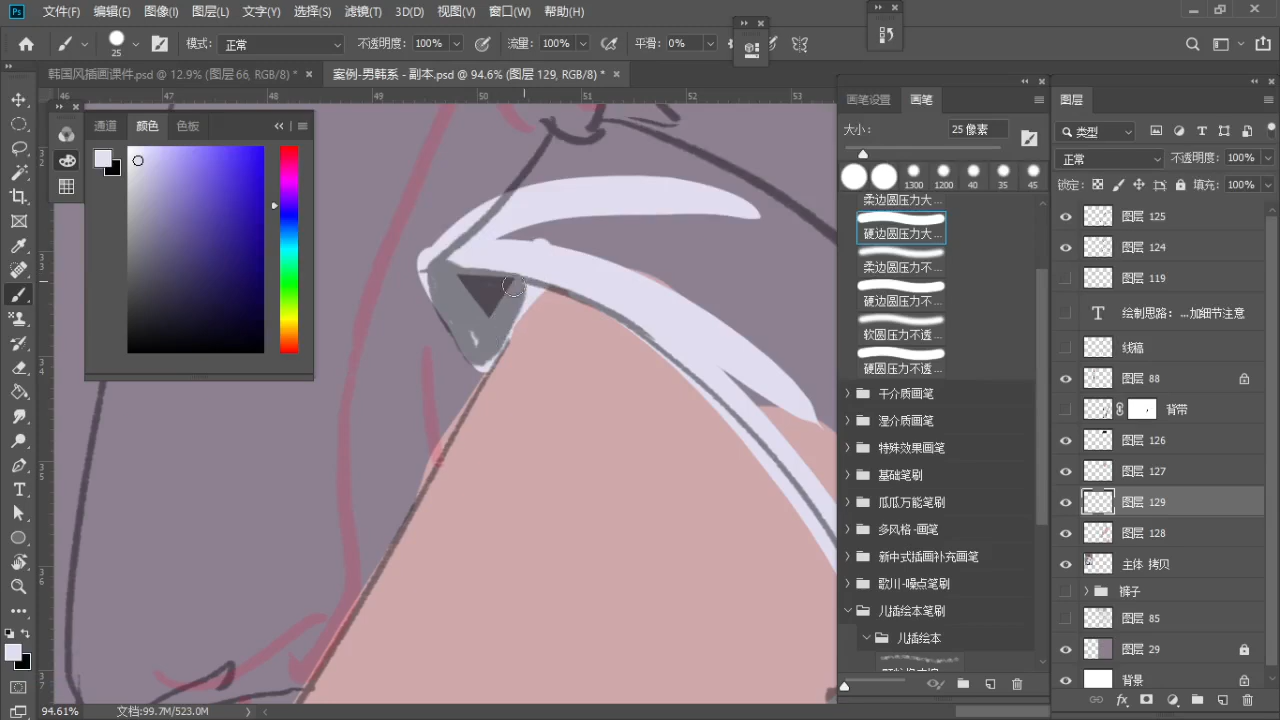 Ps
文件(F) 编辑(E) 图像(I) 图层(L) 文字(Y) 选择(S) 滤镜(T) 3D(D) 视图(V) 窗口(W) 帮助(H)
25 模式: 正常 不透明度: 100% 流量: 100% 平滑: 0%
韩国风插画课件.psd @ 12.9% (图层 66, RGB/8) * × 案例-男韩系 - 副本.psd @ 94.6% (图层 129, RGB/8) * ×
46 47 48 49 50 51 52 53
颜色 通道 色板
画笔设置 画笔
大小: 25 像素
1300 1200 40 35 45
柔边圆压力大 ...
硬边圆压力大 ...
柔边圆压力不 ...
硬边圆压力不 ...
软圆压力不透 ...
硬圆压力不透 ...
干介质画笔
湿介质画笔
特殊效果画笔
基础笔刷
瓜瓜万能笔刷
多风格 -画笔
新中式插画补充画笔
歌川-噪点笔刷
儿插绘本笔刷
儿插绘本
图层
类型
正常 不透明度: 100%
锁定: 填充: 100%
图层 125
图层 124
图层 119
T 绘制思路: ...加细节注意
线稿
图层 88
背带
图层 126
图层 127
图层 129
图层 128
主体 拷贝
裤子
图层 85
图层 29
背景
94.61% 文档:99.7M/523.0M